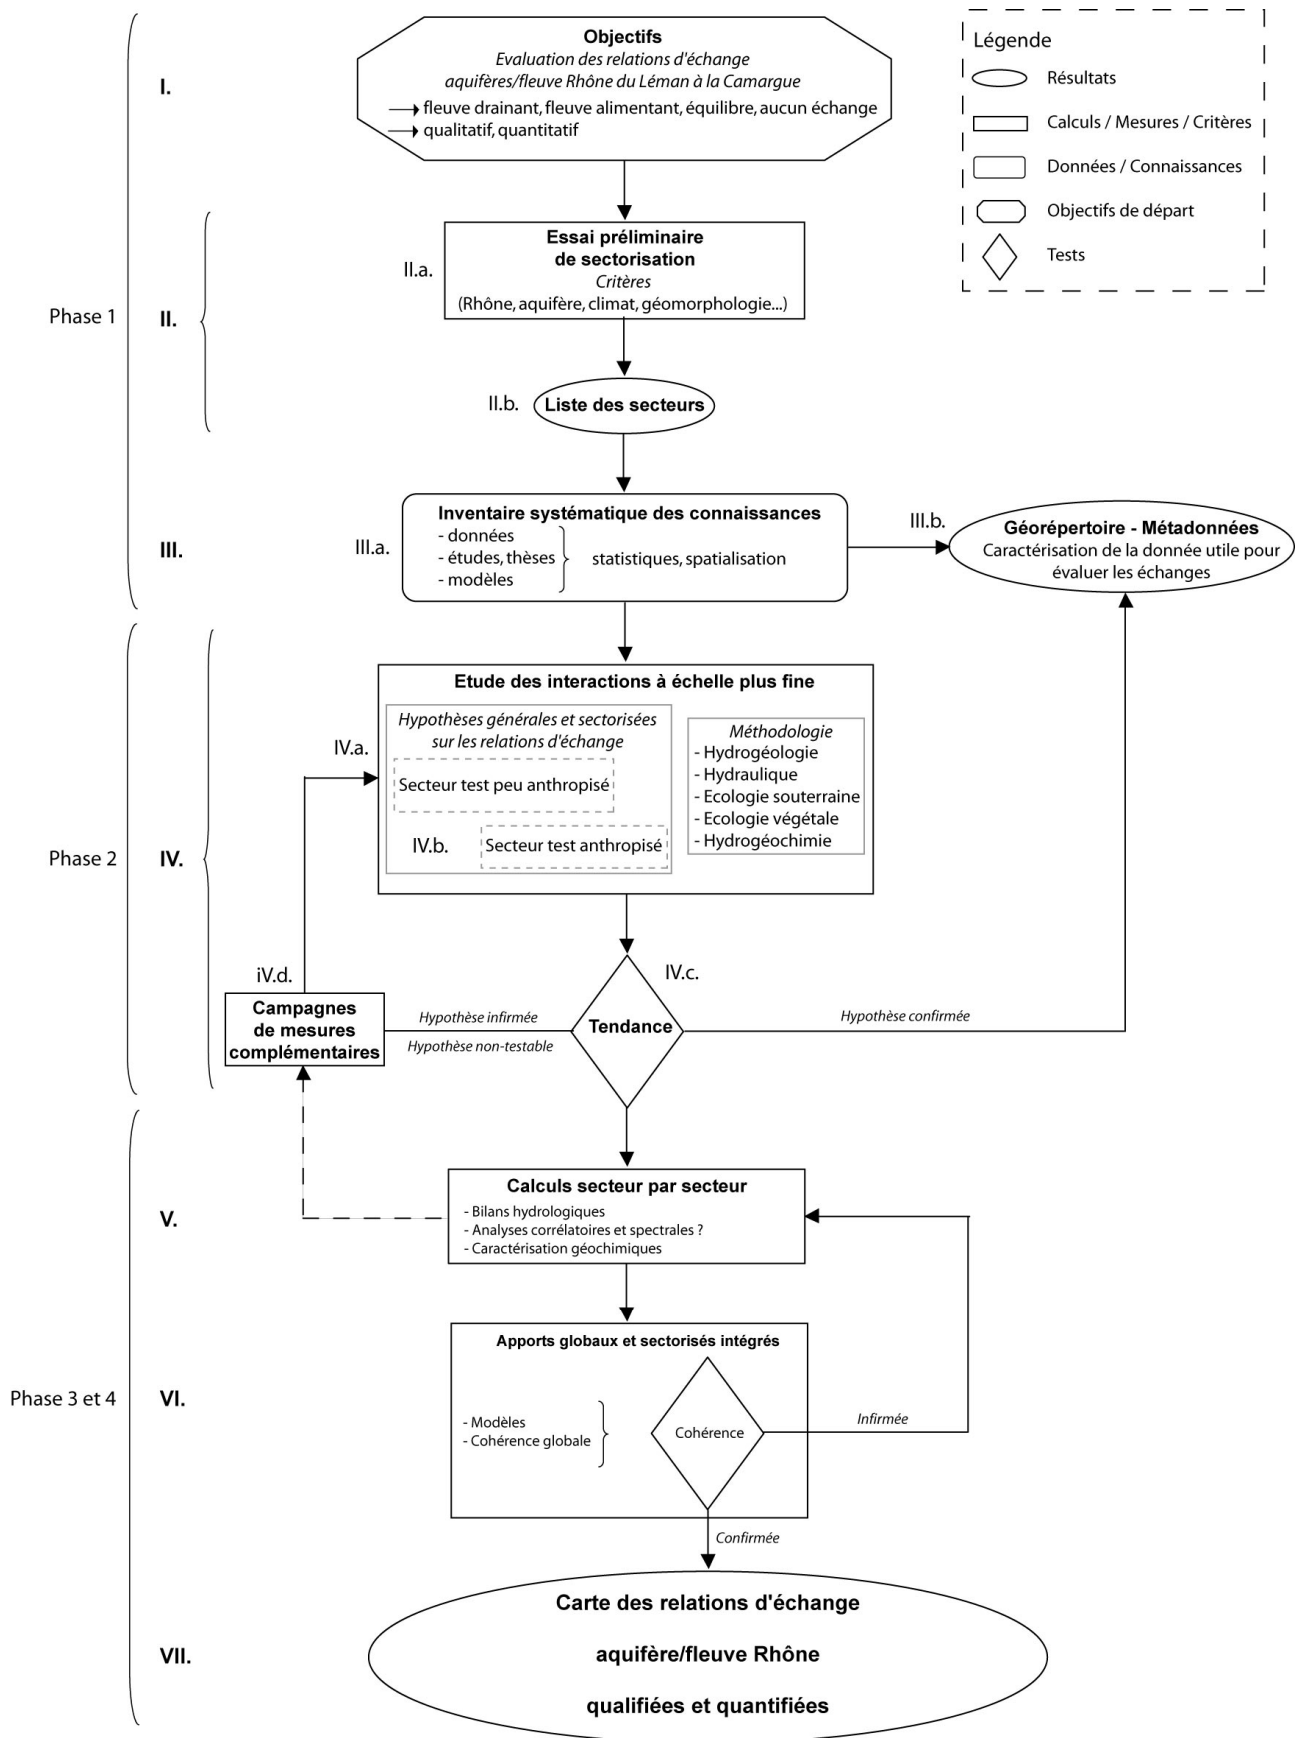 Objectifs
Evaluation des relations d'échange
aquifères/fleuve Rhône du Léman à la Camargue
fleuve drainant, fleuve alimentant, équilibre, aucun échange
qualitatif, quantitatif
I.
Légende
Résultats
Calculs / Mesures / Critères
Données / Connaissances
Objectifs de départ
Tests
Phase 1
II.
II.a.
Essai préliminaire
de sectorisation
Critères
(Rhône, aquifère, climat, géomorphologie...)
II.b.
Liste des secteurs
III.
III.a.
Inventaire systématique des connaissances
- données
- études, thèses
- modèles
statistiques, spatialisation
III.b.
Géorépertoire - Métadonnées
Caractérisation de la donnée utile pour
évaluer les échanges
Phase 2
IV.
IV.a.
Etude des interactions à échelle plus fine
Hypothèses générales et sectorisées
sur les relations d'échange
Secteur test peu anthropisé
IV.b.
Secteur test anthropisé
Méthodologie
- Hydrogéologie
- Hydraulique
- Ecologie souterraine
- Ecologie végétale
- Hydrogéochimie
iV.d.
Campagnes
de mesures
complémentaires
Hypothèse infirmée
Hypothèse non-testable
IV.c.
Tendance
Hypothèse confirmée
Phase 3 et 4
V.
Calculs secteur par secteur
- Bilans hydrologiques
- Analyses corrélatoires et spectrales ?
- Caractérisation géochimiques
VI.
Apports globaux et sectorisés intégrés
- Modèles
- Cohérence globale
Cohérence
Infirmée
Confirmée
VII.
Carte des relations d'échange
aquifère/fleuve Rhône
qualifiées et quantifiées